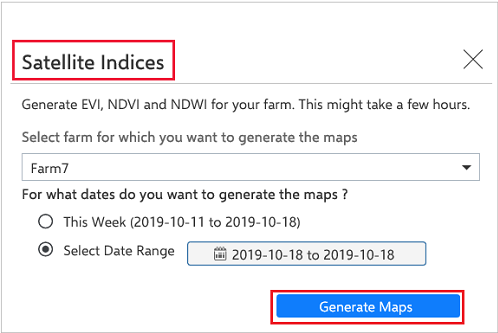 Satellite Indices
Generate EVI, NDVI and NDWI for your farm. This might take a few hours.
Select farm for which you want to generate the maps
Farm7
For what dates do you want to generate the maps ?
This Week (2019-10-11 to 2019-10-18)
Select Date Range 2019-10-18 to 2019-10-18
Generate Maps